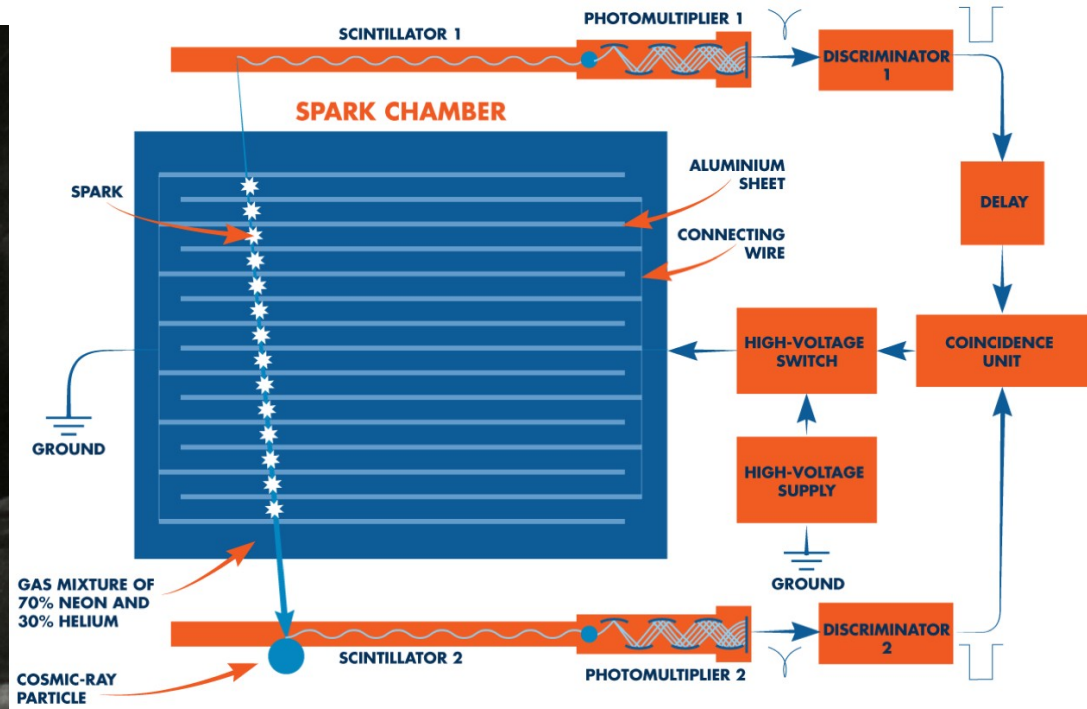 PHOTOMULTIPLIER 1
SCINTILLATOR 1
DISCRIMINATOR
1
SPARK CHAMBER
SPARK
ALUMINIUM
SHEET
CONNECTING
WIRE
DELAY
HIGH-VOLTAGE
SWITCH
COINCIDENCE
UNIT
GROUND
HIGH-VOLTAGE
SUPPLY
GROUND
GAS MIXTURE OF
70% NEON AND
30% HELIUM
SCINTILLATOR 2
DISCRIMINATOR
2
PHOTOMULTIPLIER 2
COSMIC-RAY
PARTICLE